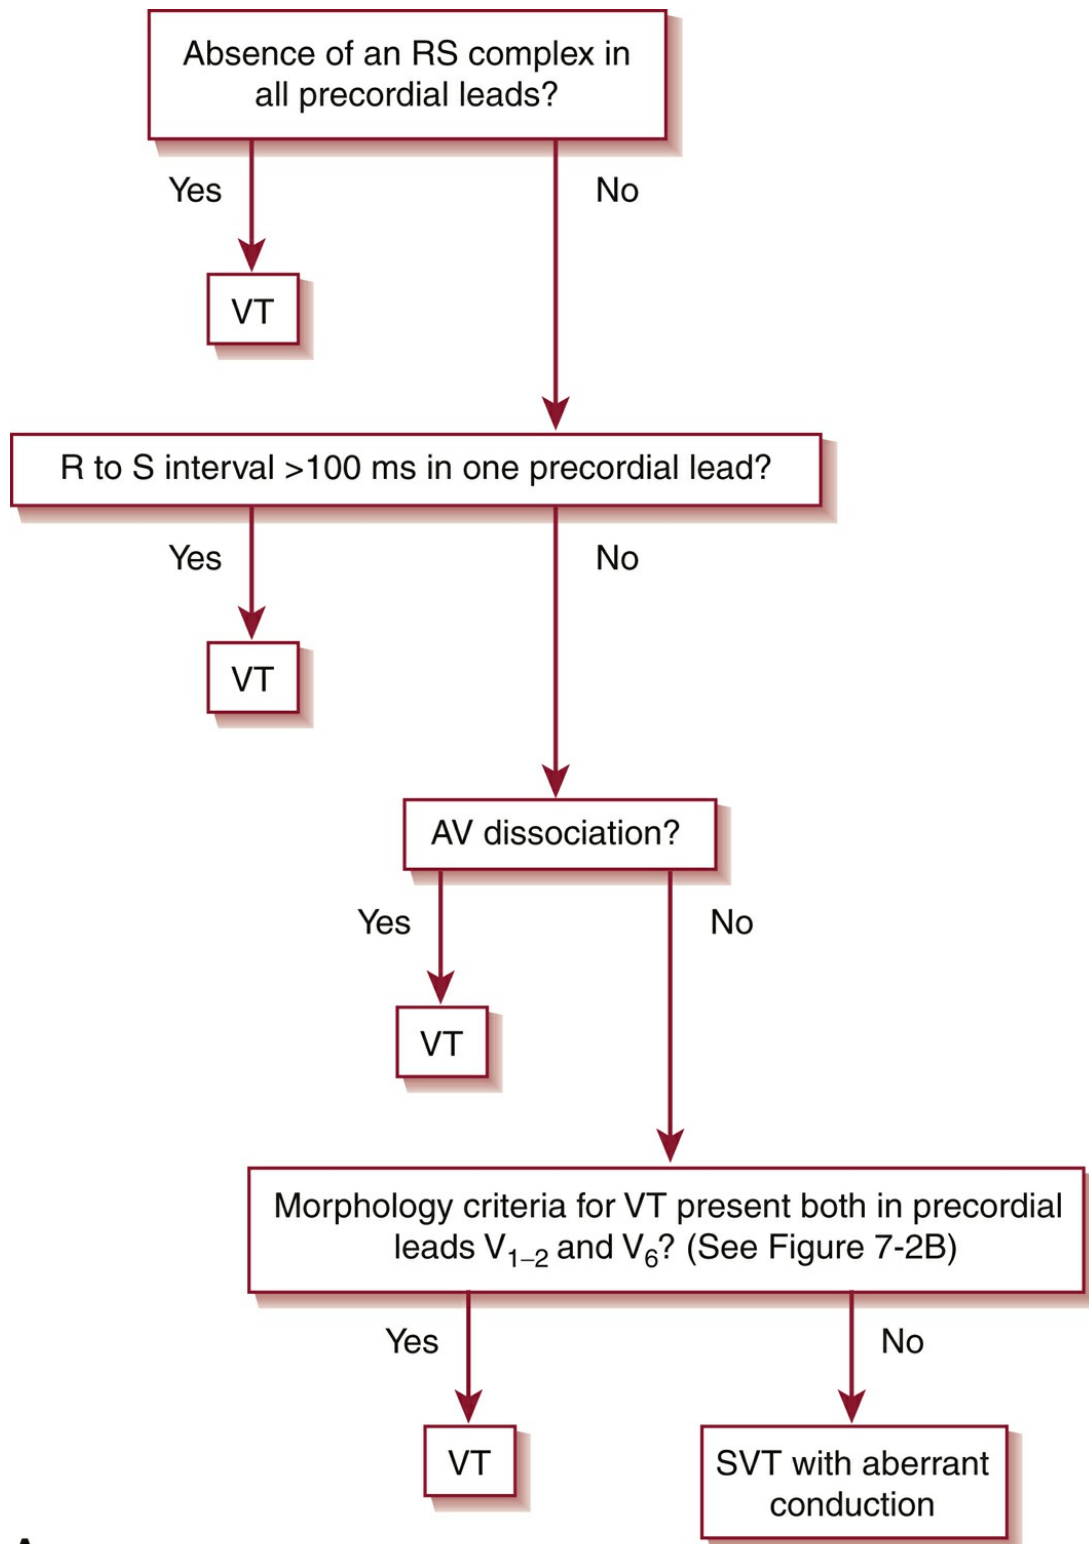 Absence of an RS complex in
all precordial leads?
Yes
No
VT
R to S interval >100 ms in one precordial lead?
Yes
No
VT
AV dissociation?
Yes
No
VT
Morphology criteria for VT present both in precordial
leads V1–2 and V6? (See Figure 7-2B)
Yes
No
VT
SVT with aberrant
conduction